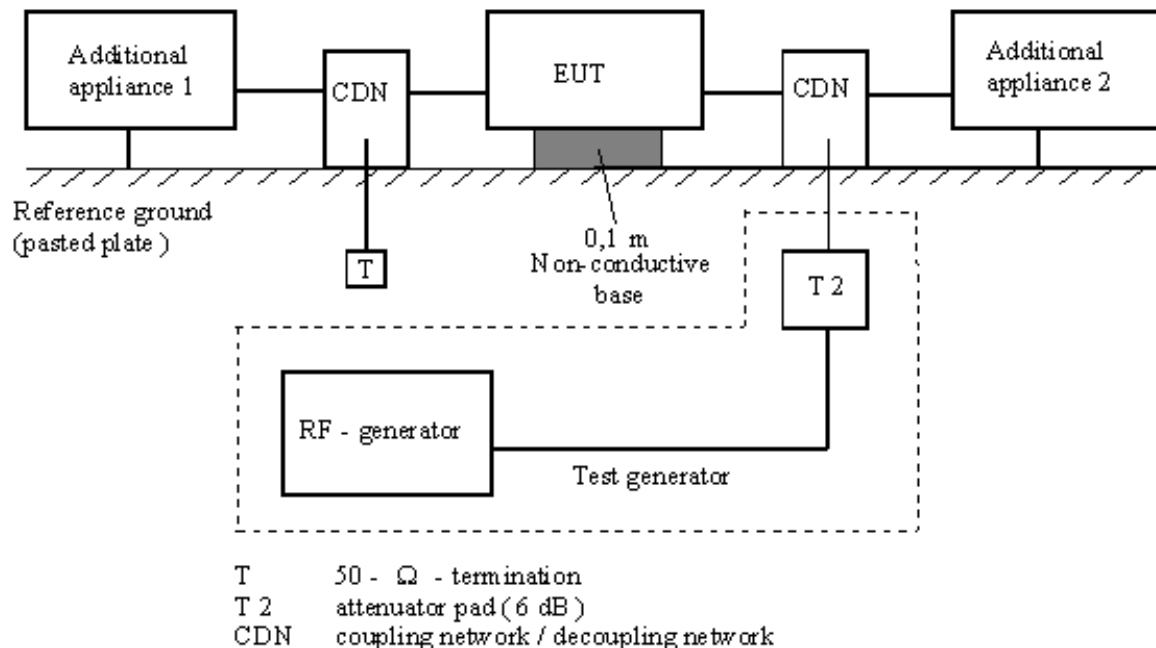 Additional
appliance 1
CDN
EUT
CDN
Additional
appliance 2
Reference ground
(pasted plate )
T
0,1 m
Non-conductive
base
T 2
RF - generator
Test generator
T 50 - Ω - termination
T 2 attenuator pad ( 6 dB )
CDN coupling network / decoupling network